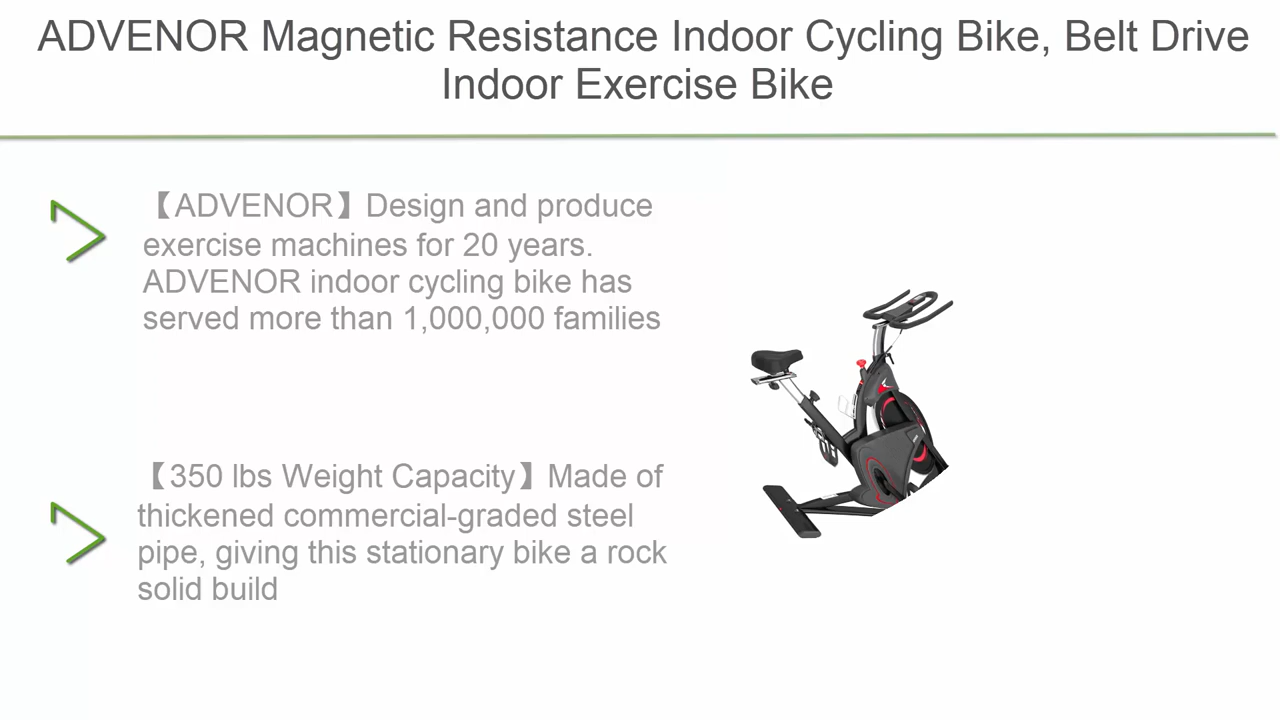 ADVENOR Magnetic Resistance Indoor Cycling Bike, Belt Drive
Indoor Exercise Bike
【ADVENOR】Design and produce
exercise machines for 20 years.
ADVENOR indoor cycling bike has
served more than 1,000,000 families
【350 lbs Weight Capacity】Made of
thickened commercial-graded steel
pipe, giving this stationary bike a rock
solid build